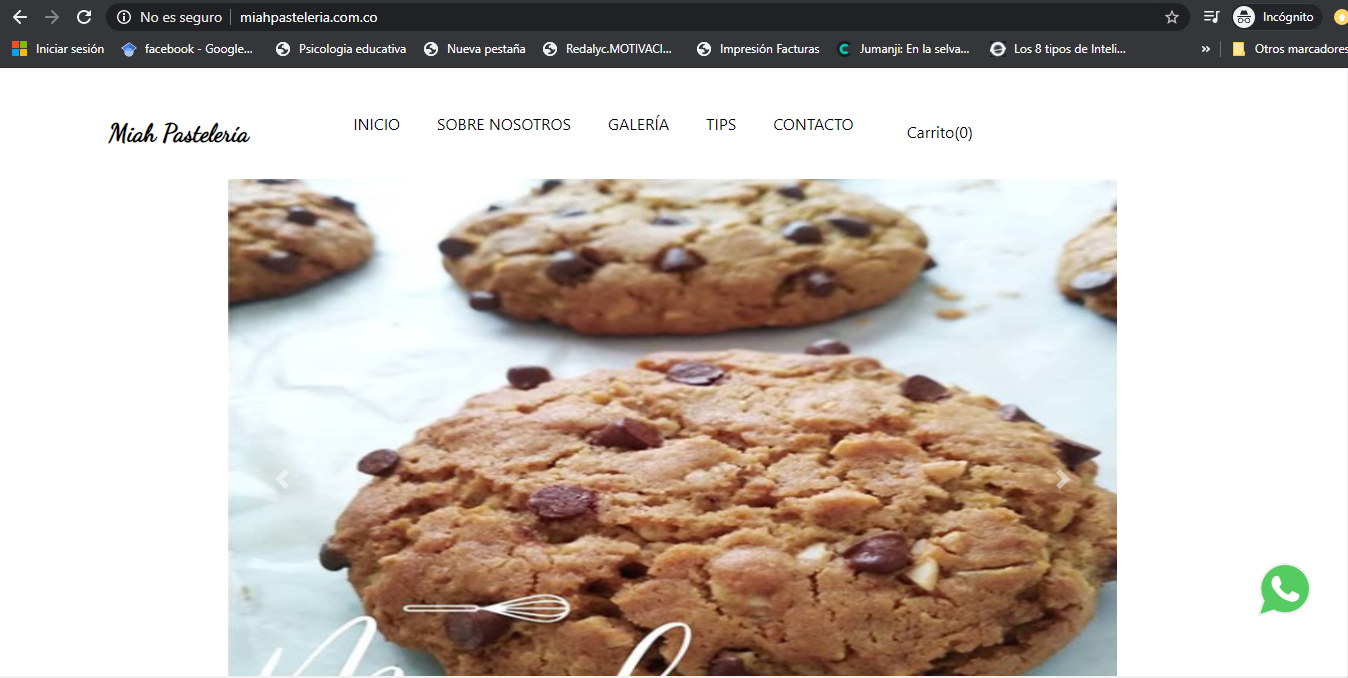 No es seguro miahpasteleria.com.co Incógnito
Iniciar sesión facebook - Google... Psicologia educativa Nueva pestaña Redalyc.MOTIVACI... Impresión Facturas Jumanji: En la selva... Los 8 tipos de Inteli... » Otros marcadores
Miah Pastelería INICIO SOBRE NOSOTROS GALERÍA TIPS CONTACTO Carrito(0)